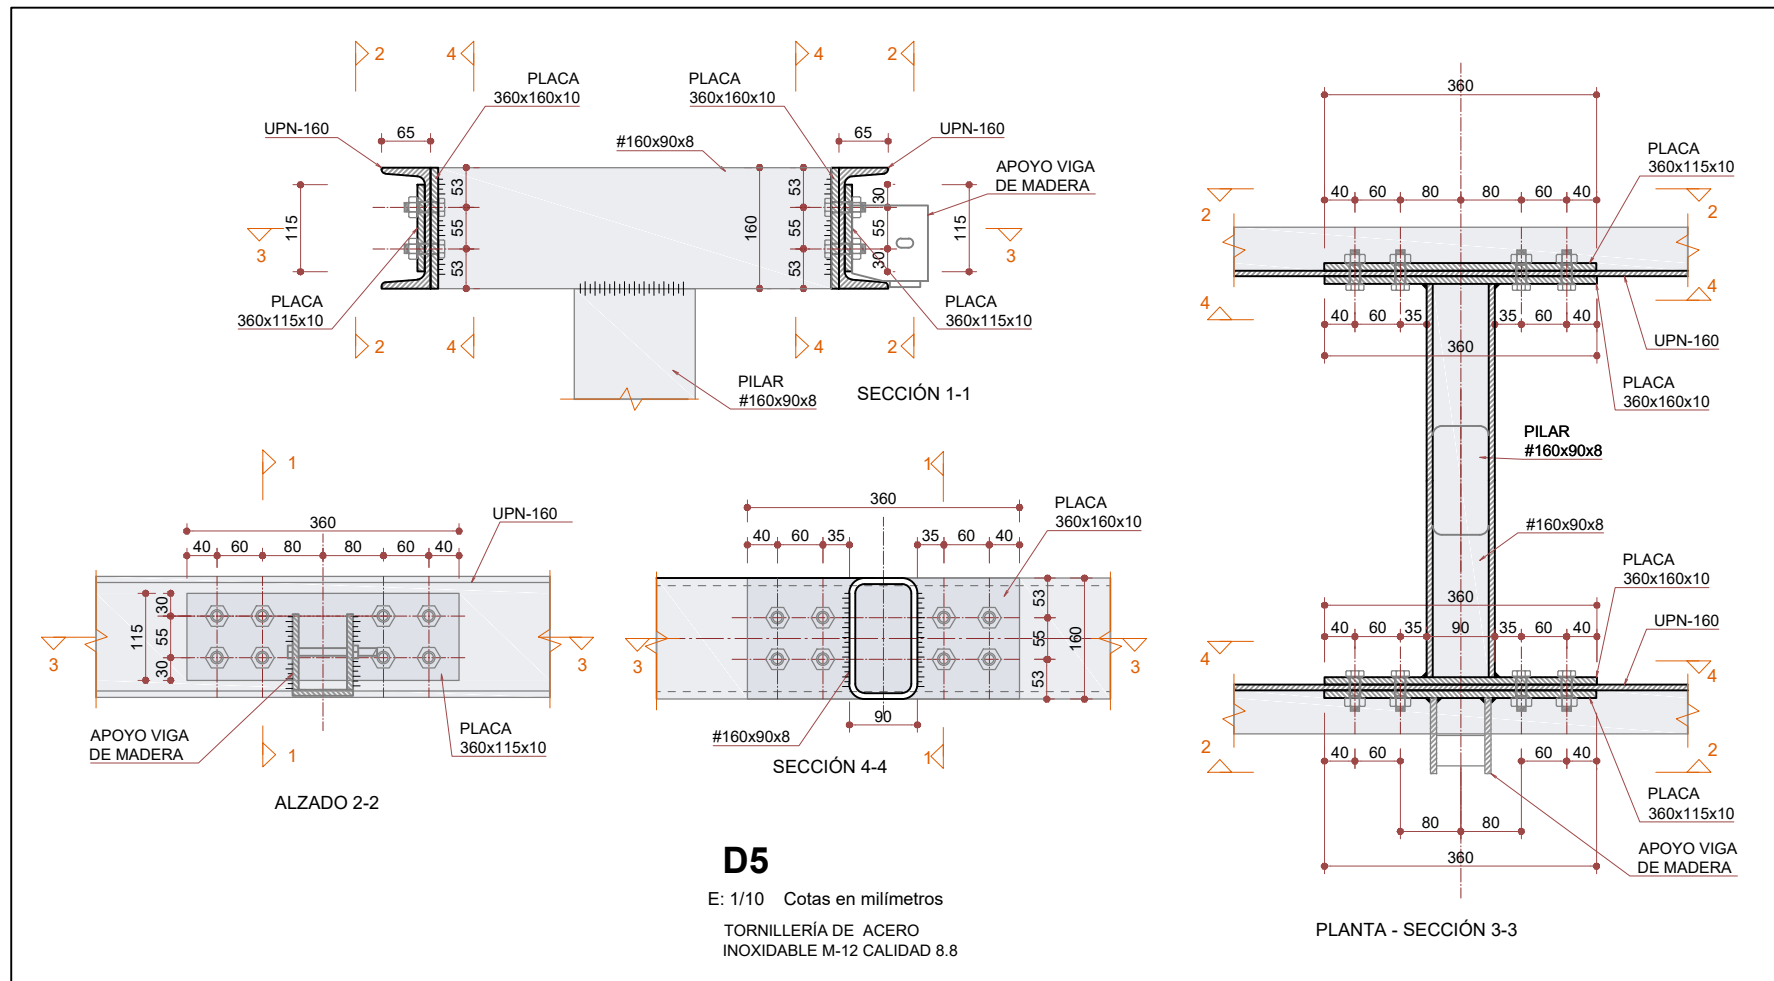 2
4
4
2
PLACA
360x160x10
PLACA
360x160x10
UPN-160
65
#160x90x8
65
UPN-160
APOYO VIGA
DE MADERA
115
53
55
53
160
53
55
53
30
55
30
115
3
3
PLACA
360x115x10
PLACA
360x115x10
2
4
4
2
PILAR
#160x90x8
SECCIÓN 1-1
1
360
UPN-160
40
60
80
80
60
40
115
30
55
30
3
3
APOYO VIGA
DE MADERA
PLACA
360x115x10
1
ALZADO 2-2
1
360
PLACA
360x160x10
40
60
35
35
60
40
53
55
53
160
3
3
90
#160x90x8
1
SECCIÓN 4-4
360
PLACA
360x115x10
40
60
80
80
60
40
2
2
4
4
40
60
35
35
60
40
360
UPN-160
PLACA
360x160x10
PILAR
#160x90x8
#160x90x8
PLACA
360x160x10
360
UPN-160
40
60
35
90
35
60
40
4
4
2
2
40
60
60
40
PLACA
360x115x10
80
80
360
APOYO VIGA
DE MADERA
PLANTA - SECCIÓN 3-3
D5
E: 1/10 Cotas en milímetros
TORNILLERÍA DE ACERO
INOXIDABLE M-12 CALIDAD 8.8